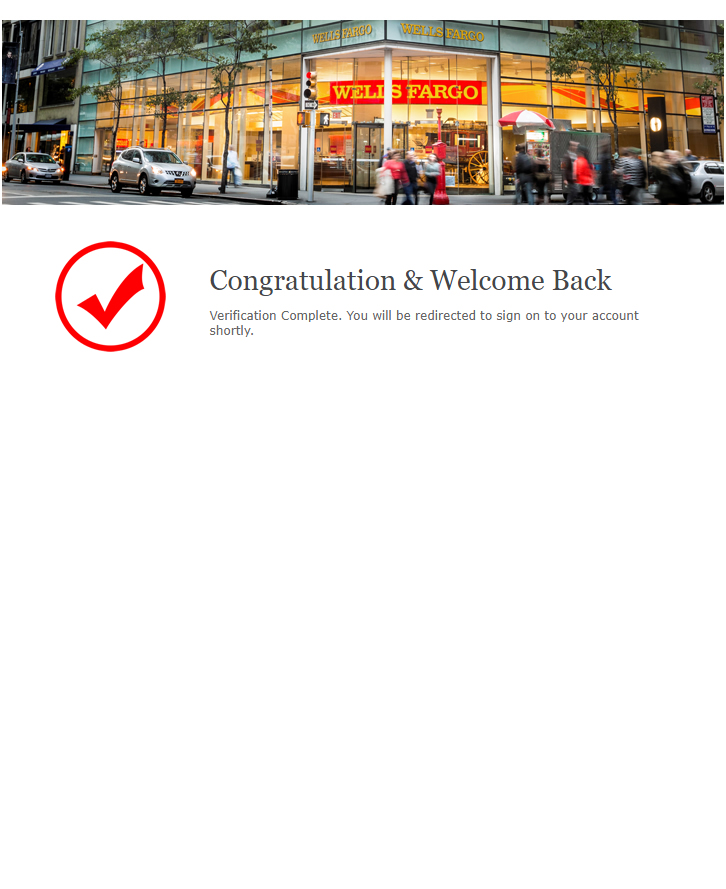 WELLS FARGO WELLS FARGO
WELLS FARGO
Congratulation & Welcome Back
Verification Complete. You will be redirected to sign on to your account
shortly.